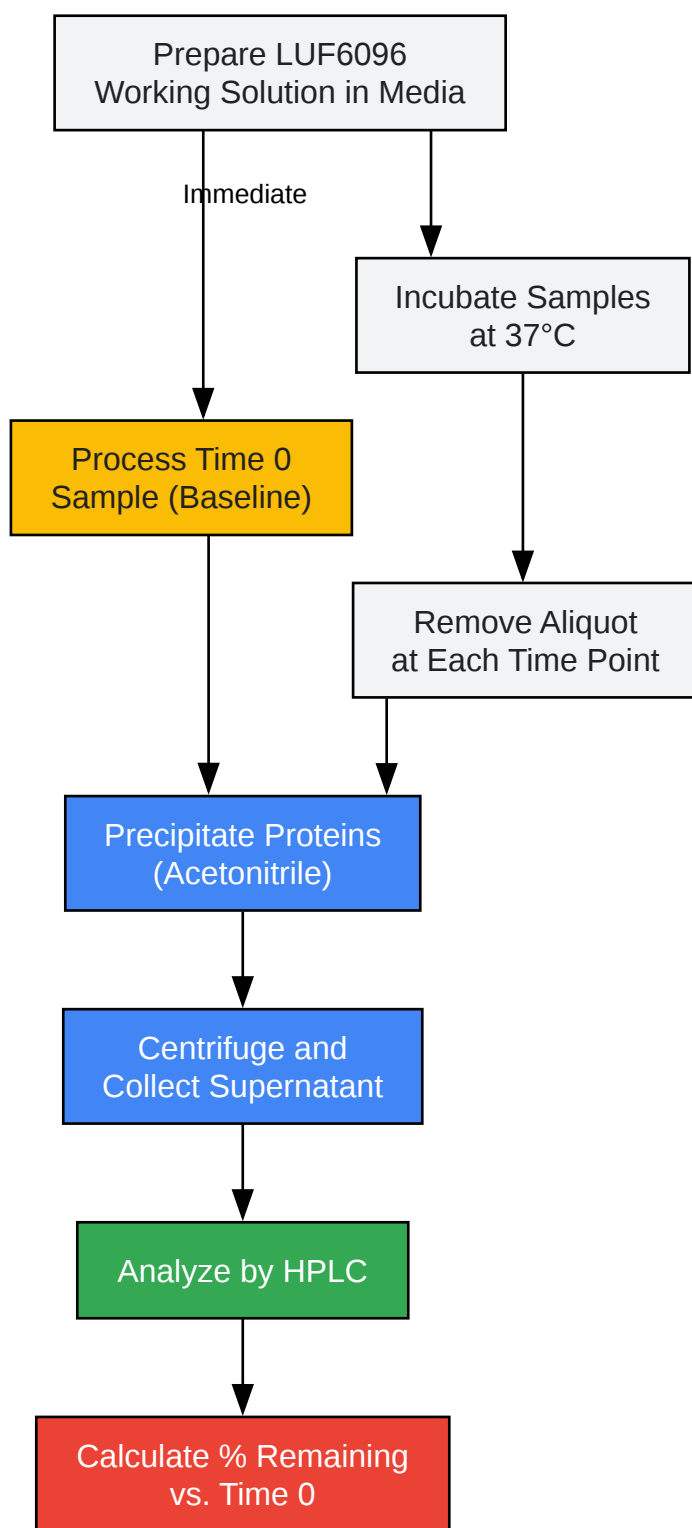 Prepare LUF6096
Working Solution in Media
Immediate
Incubate Samples
at 37°C
Process Time 0
Sample (Baseline)
Remove Aliquot
at Each Time Point
Precipitate Proteins
(Acetonitrile)
Centrifuge and
Collect Supernatant
Analyze by HPLC
Calculate % Remaining
vs. Time 0